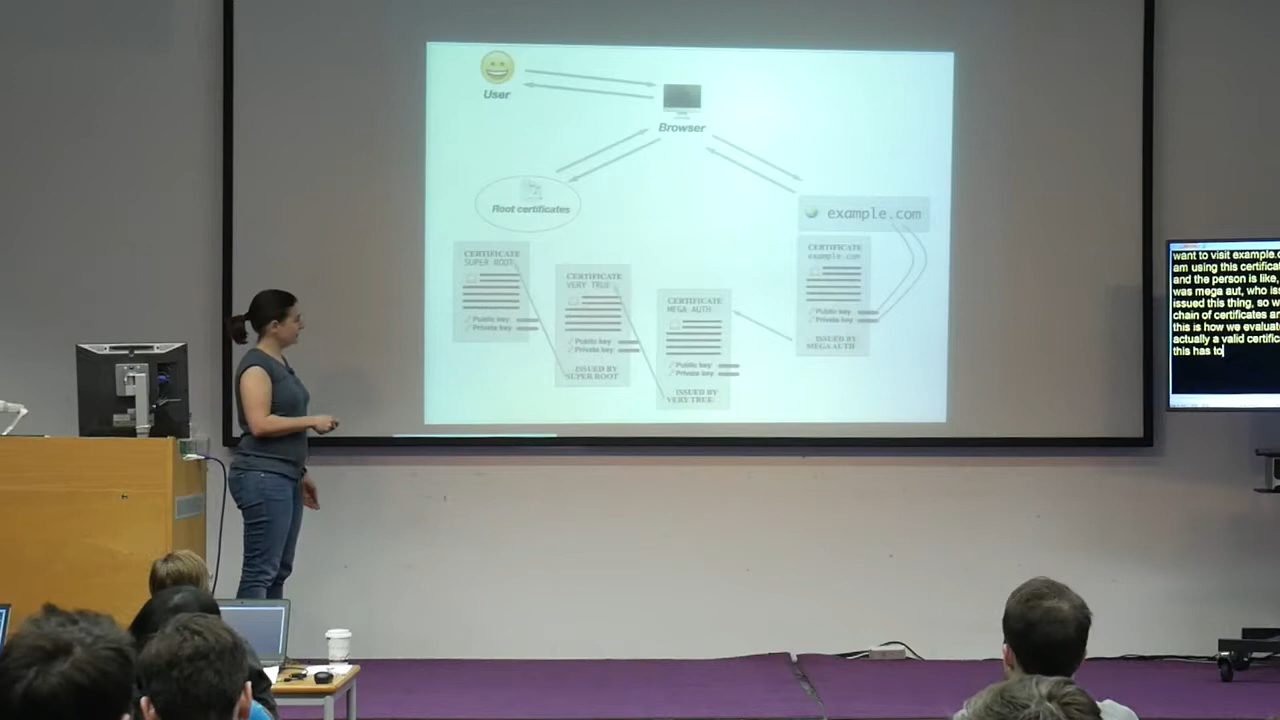 User
Browser
Root certificates
example.com
CERTIFICATE
SUPER ROOT
Public key
Private key
CERTIFICATE
VERY TRUE
Public key
Private key
ISSUED BY
SUPER ROOT
CERTIFICATE
MEGA AUTH
Public key
Private key
ISSUED BY
VERY TRUE
CERTIFICATE
example.com
Public key
Private key
ISSUED BY
MEGA AUTH
want to visit example.
am using this certificat
and the person is like,
was mega aut, who is
issued this thing, so w
chain of certificates a
this is how we evaluat
actually a valid certific
this has to